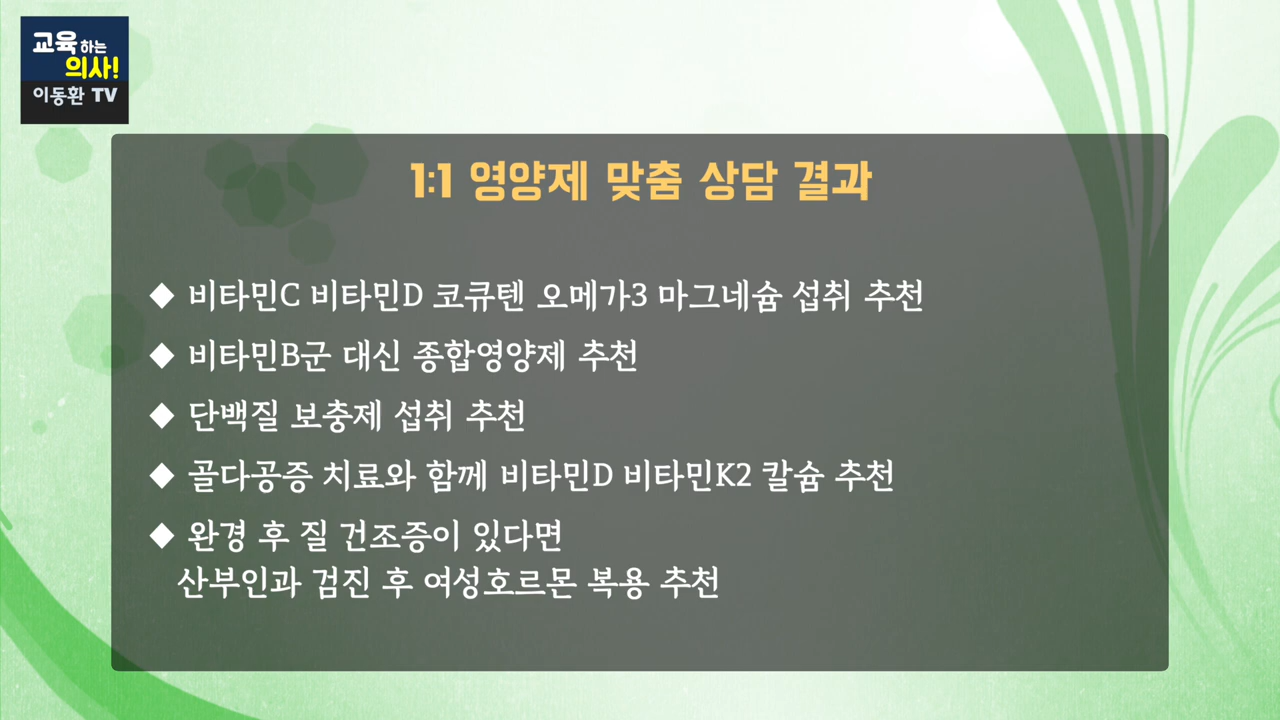 교육하는
의사!
이동환 TV
1:1 영양제 맞춤 상담 결과
◆ 비타민C 비타민D 코큐텐 오메가3 마그네슘 섭취 추천
◆ 비타민B군 대신 종합영양제 추천
◆ 단백질 보충제 섭취 추천
◆ 골다공증 치료와 함께 비타민D 비타민K2 칼슘 추천
◆ 완경 후 질 건조증이 있다면
산부인과 검진 후 여성호르몬 복용 추천